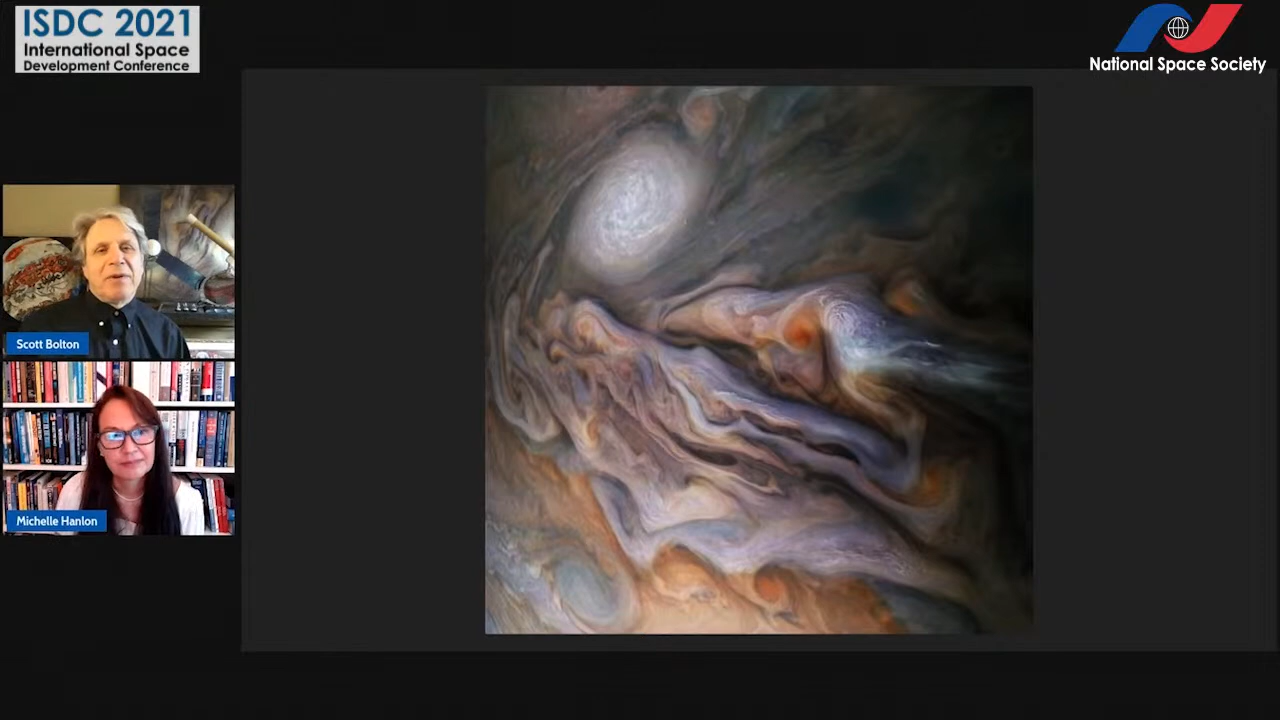 ISDC 2021
International Space
Development Conference
National Space Society
Scott Bolton
Michelle Hanlon